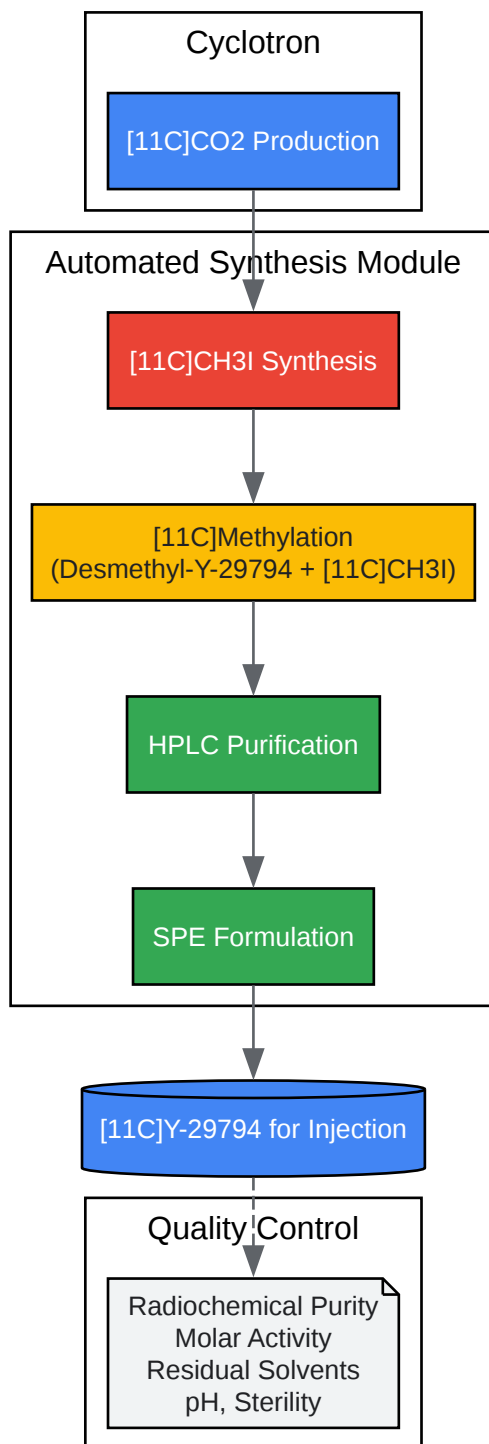 Cyclotron
[11C]CO2 Production
Automated Synthesis Module
[11C]CH3I Synthesis
[11C]Methylation
(Desmethyl-Y-29794 + [11C]CH3I)
HPLC Purification
SPE Formulation
[11C]Y-29794 for Injection
Quality Control
Radiochemical Purity
Molar Activity
Residual Solvents
pH, Sterility